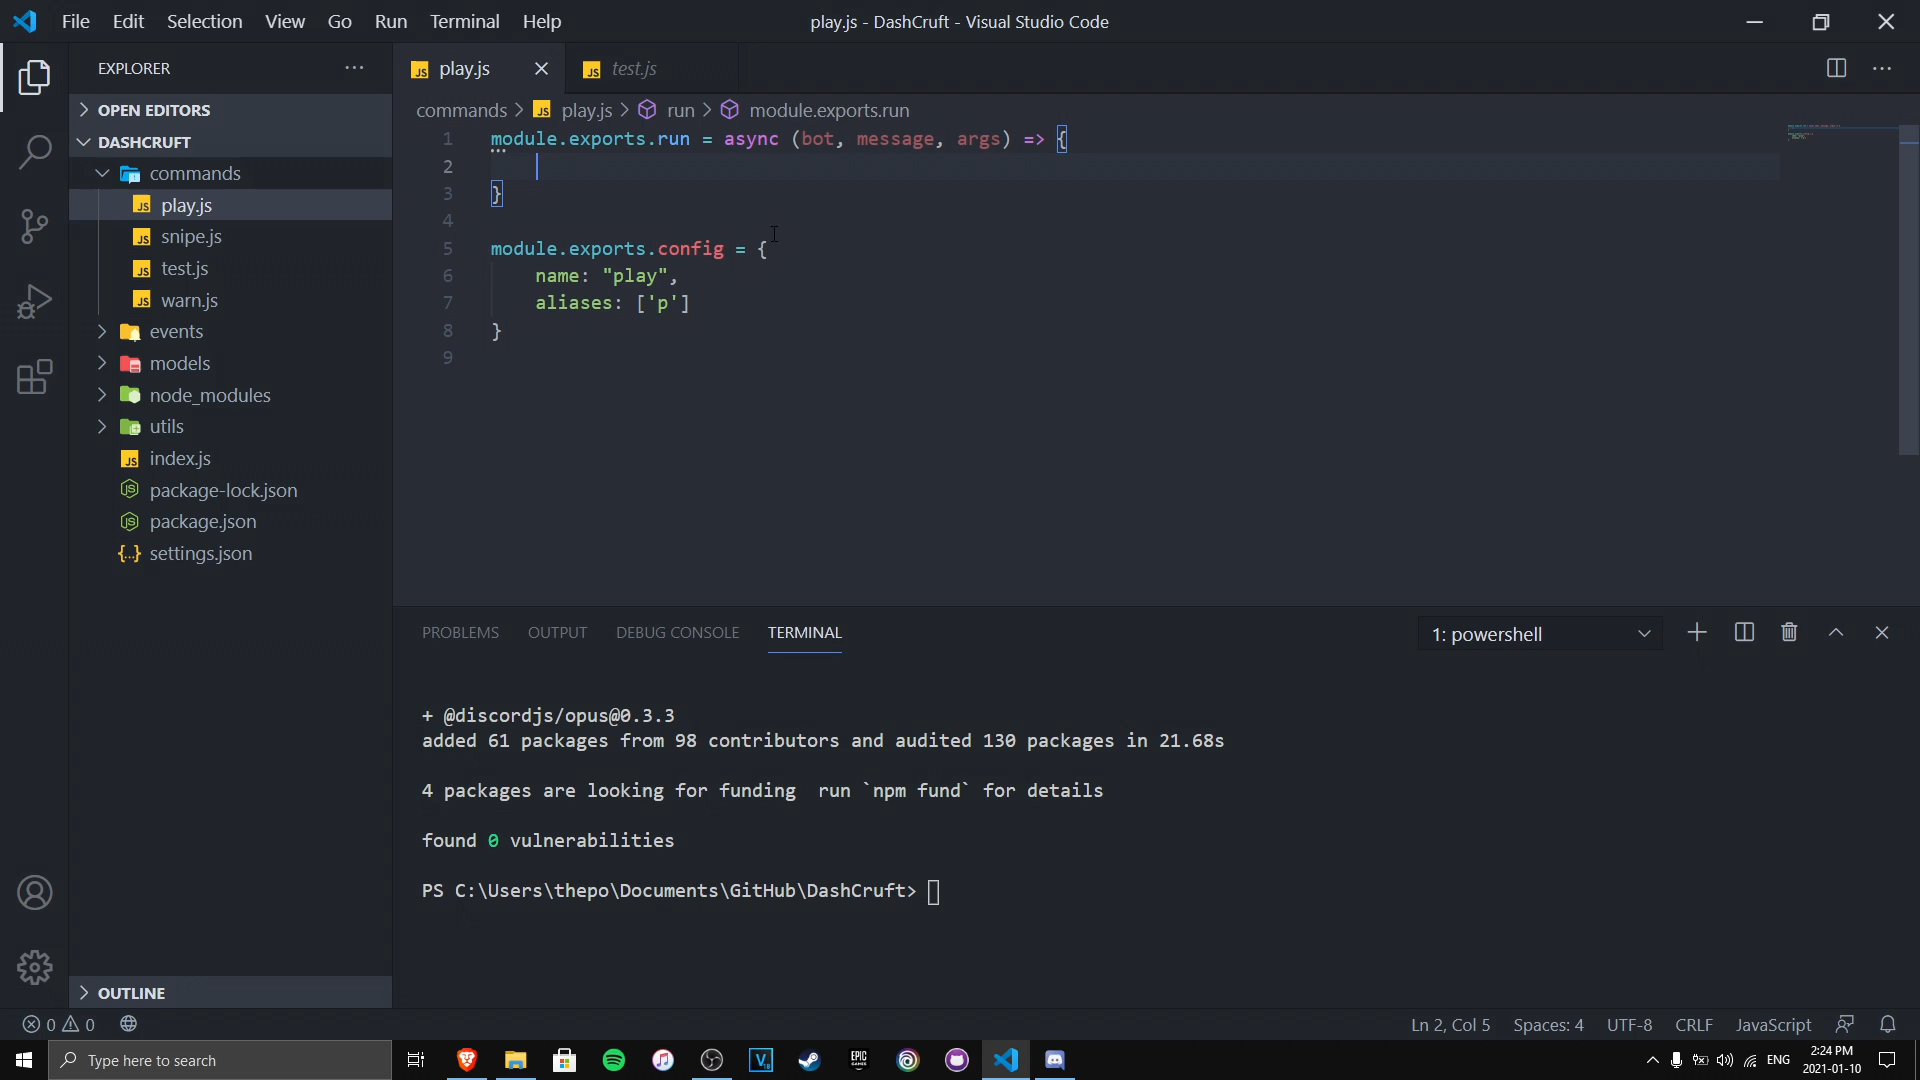 File Edit Selection View Go Run Terminal Help
play.js - DashCruft - Visual Studio Code
EXPLORER
OPEN EDITORS
DASHCRUFT
commands
play.js
snipe.js
test.js
warn.js
events
models
node_modules
utils
index.js
package-lock.json
package.json
settings.json
OUTLINE
play.js
test.js
commands > play.js > run > module.exports.run
1 module.exports.run = async (bot, message, args) => {
2
3 }
4
5 module.exports.config = {
6 name: "play",
7 aliases: ['p']
8 }
9
PROBLEMS OUTPUT DEBUG CONSOLE TERMINAL
1: powershell
+ @discordjs/opus@0.3.3
added 61 packages from 98 contributors and audited 130 packages in 21.68s
4 packages are looking for funding run `npm fund` for details
found 0 vulnerabilities
PS C:\Users\thepo\Documents\GitHub\DashCruft>
0 0
Ln 2, Col 5 Spaces: 4 UTF-8 CRLF JavaScript
Type here to search
ENG
2:24 PM
2021-01-10